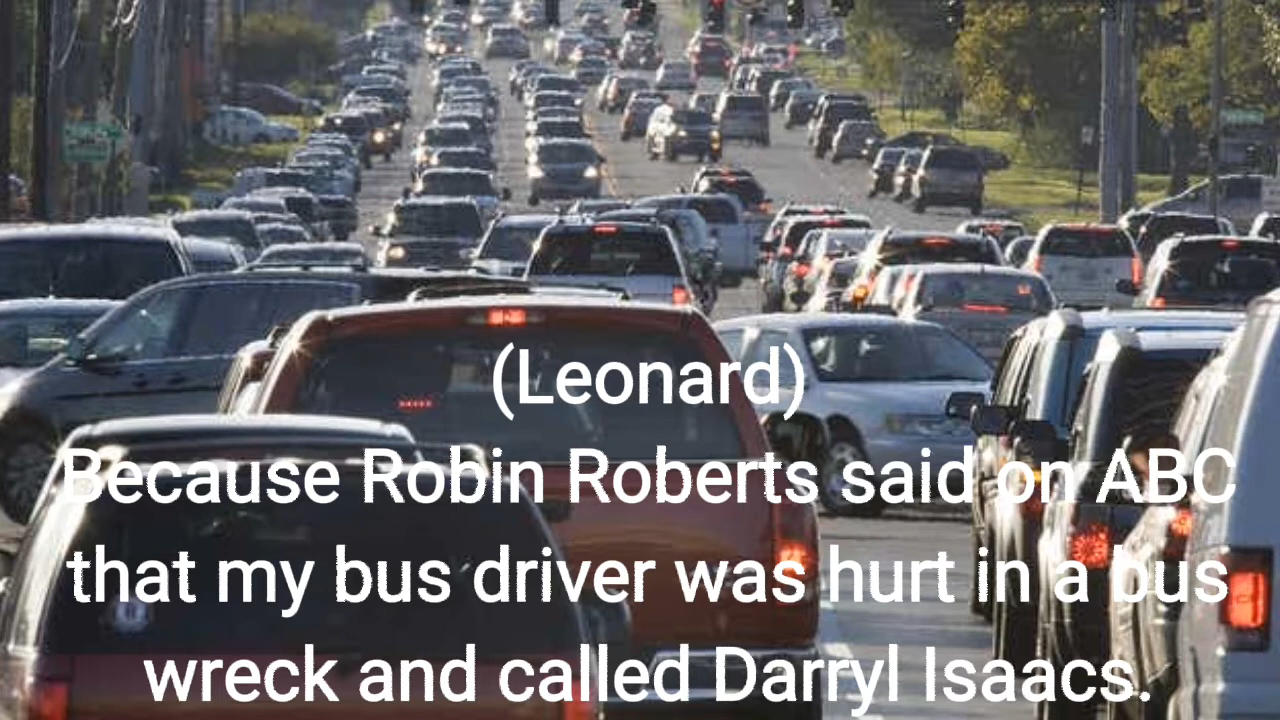 (Leonard)
Because Robin Roberts said on ABC
that my bus driver was hurt in a bus
wreck and called Darryl Isaacs.